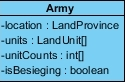 Army
-location : LandProvince
-units : LandUnit[]
-unitCounts : int[]
-isBesieging : boolean